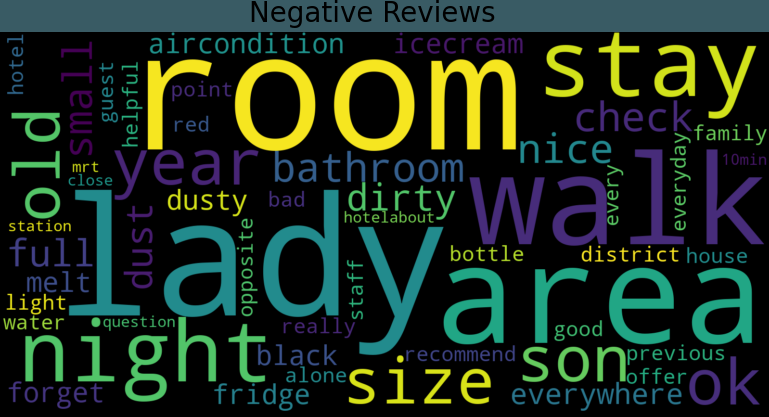 Negative Reviews
hotel
small
guest
helpful
aircondition
icecream
room
stay
point
red
check
family
old
mrt
close
year
bathroom
nice
every
everyday
10min
walk
dusty
bad
dirty
hotelabout
station
full
melt
dust
lady
opposite
staff
area
bottle
district
house
light
water
question
really
good
night
black
alone
recommend
son
previous
offer
ok
forget
fridge
size
everywhere